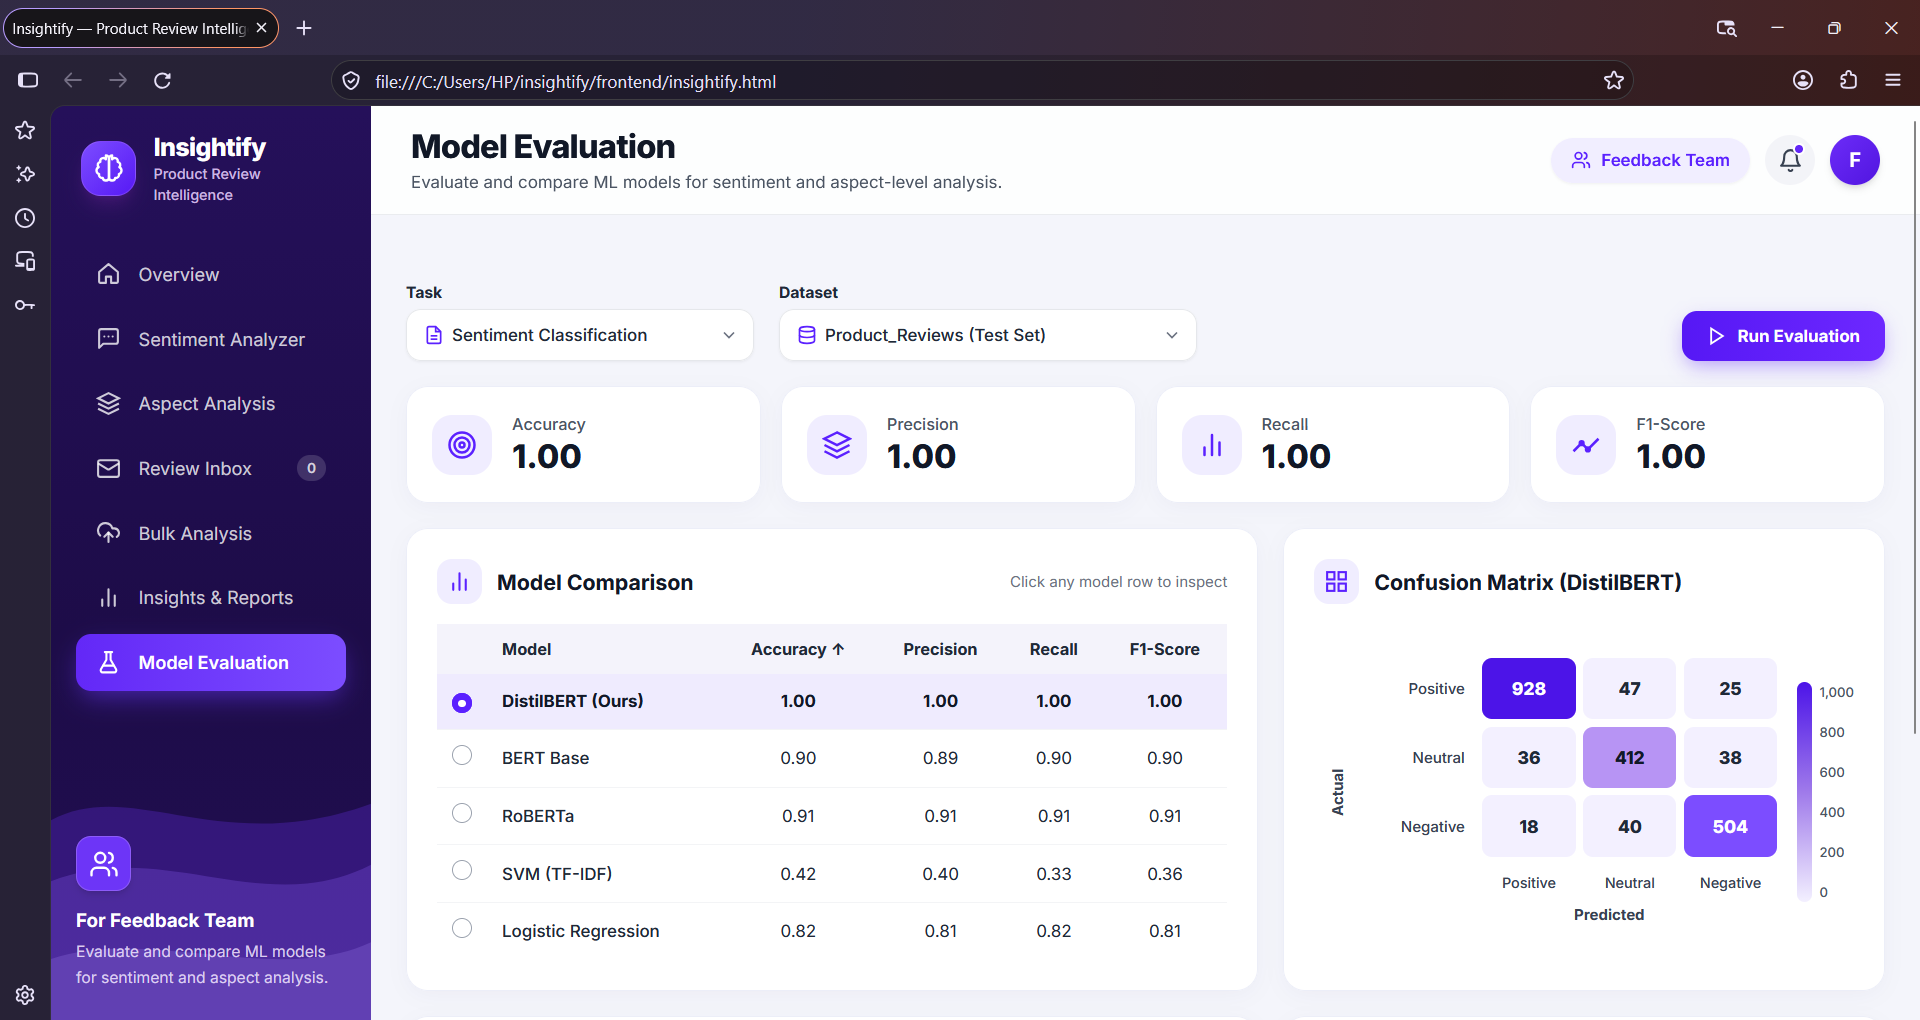 Insightify — Product Review Intellig
file:///C:/Users/HP/insightify/frontend/insightify.html
Insightify
Product Review
Intelligence
Overview
Sentiment Analyzer
Aspect Analysis
Review Inbox 0
Bulk Analysis
Insights & Reports
Model Evaluation
For Feedback Team
Evaluate and compare ML models
for sentiment and aspect analysis.
Model Evaluation
Evaluate and compare ML models for sentiment and aspect-level analysis.
Feedback Team
F
Task
Sentiment Classification
Dataset
Product_Reviews (Test Set)
Run Evaluation
Accuracy
1.00
Precision
1.00
Recall
1.00
F1-Score
1.00
Model Comparison
Click any model row to inspect
Model Accuracy ↑ Precision Recall F1-Score
DistilBERT (Ours) 1.00 1.00 1.00 1.00
BERT Base 0.90 0.89 0.90 0.90
RoBERTa 0.91 0.91 0.91 0.91
SVM (TF-IDF) 0.42 0.40 0.33 0.36
Logistic Regression 0.82 0.81 0.82 0.81
Confusion Matrix (DistilBERT)
Actual
Positive 928 47 25
Neutral 36 412 38
Negative 18 40 504
Positive Neutral Negative
Predicted
1,000
800
600
400
200
0